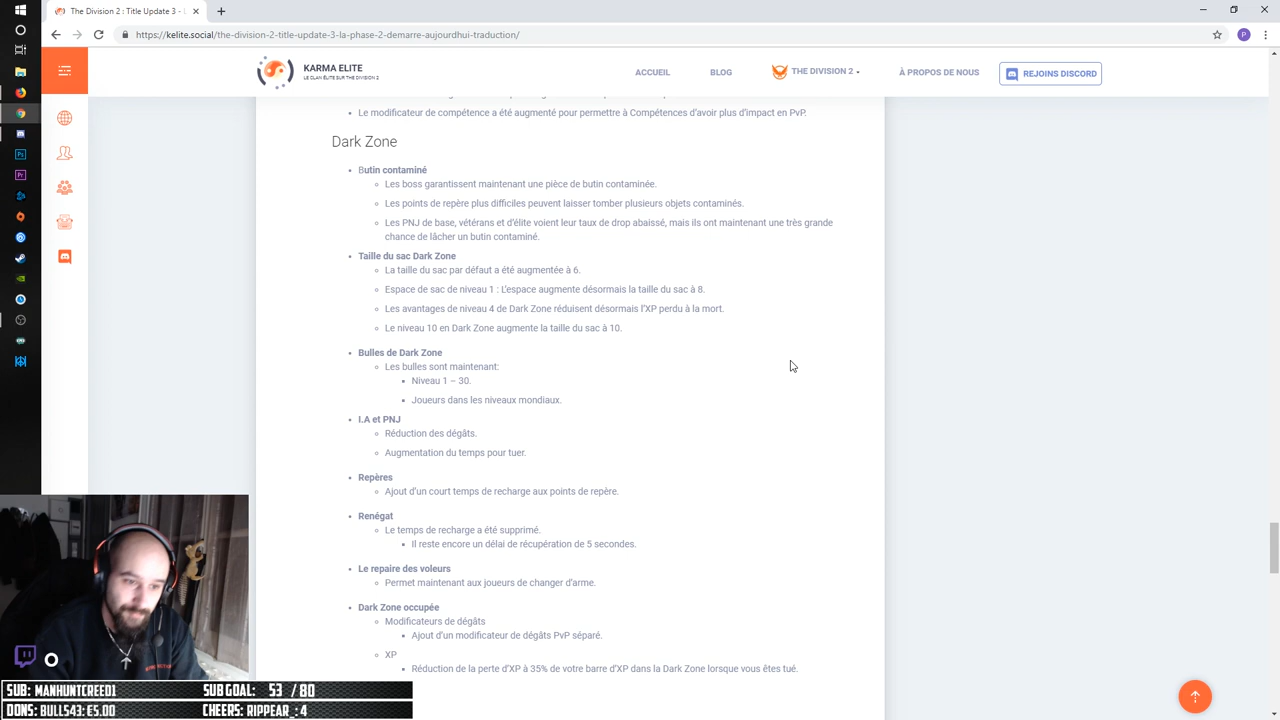 The Division 2 : Title Update 3 -
https://kelite.social/the-division-2-title-update-3-la-phase-2-demarre-aujourdhui-traduction/
P
KARMA ELITE
LE CLAN ÉLITE SUR THE DIVISION 2
ACCUEIL
BLOG
THE DIVISION 2
À PROPOS DE NOUS
REJOINS DISCORD
Le modificateur de compétence a été augmenté pour permettre à Compétences d'avoir plus d'impact en PvP.
Dark Zone
Butin contaminé
Les boss garantissent maintenant une pièce de butin contaminée.
Les points de repère plus difficiles peuvent laisser tomber plusieurs objets contaminés.
Les PNJ de base, vétérans et d'élite voient leur taux de drop abaissé, mais ils ont maintenant une très grande
chance de lâcher un butin contaminé.
Taille du sac Dark Zone
La taille du sac par défaut a été augmentée à 6.
Espace de sac de niveau 1 : L'espace augmente désormais la taille du sac à 8.
Les avantages de niveau 4 de Dark Zone réduisent désormais l'XP perdu à la mort.
Le niveau 10 en Dark Zone augmente la taille du sac à 10.
Bulles de Dark Zone
Les bulles sont maintenant:
Niveau 1 – 30.
Joueurs dans les niveaux mondiaux.
I.A et PNJ
Réduction des dégâts.
Augmentation du temps pour tuer.
Repères
Ajout d'un court temps de recharge aux points de repère.
Renégat
Le temps de recharge a été supprimé.
Il reste encore un délai de récupération de 5 secondes.
Le repaire des voleurs
Permet maintenant aux joueurs de changer d'arme.
Dark Zone occupée
Modificateurs de dégâts
Ajout d'un modificateur de dégâts PvP séparé.
XP
Réduction de la perte d'XP à 35% de votre barre d'XP dans la Dark Zone lorsque vous êtes tué.
Ps
Pr
0
SUB: MANHUNTCREED1
SUB GOAL: 53 / 80
DONS: BULLS43: €5.00
CHEERS: RIPPEAR_: 4